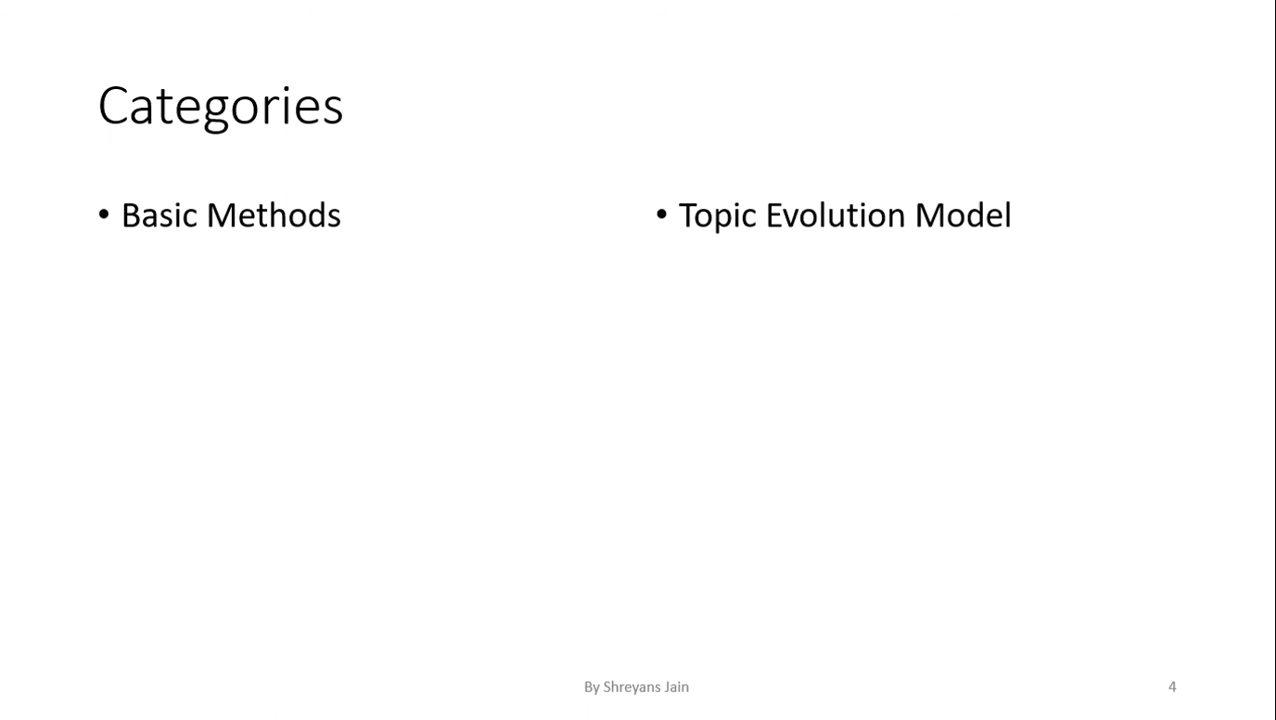 Categories
• Basic Methods
• Topic Evolution Model
By Shreyans Jain
4